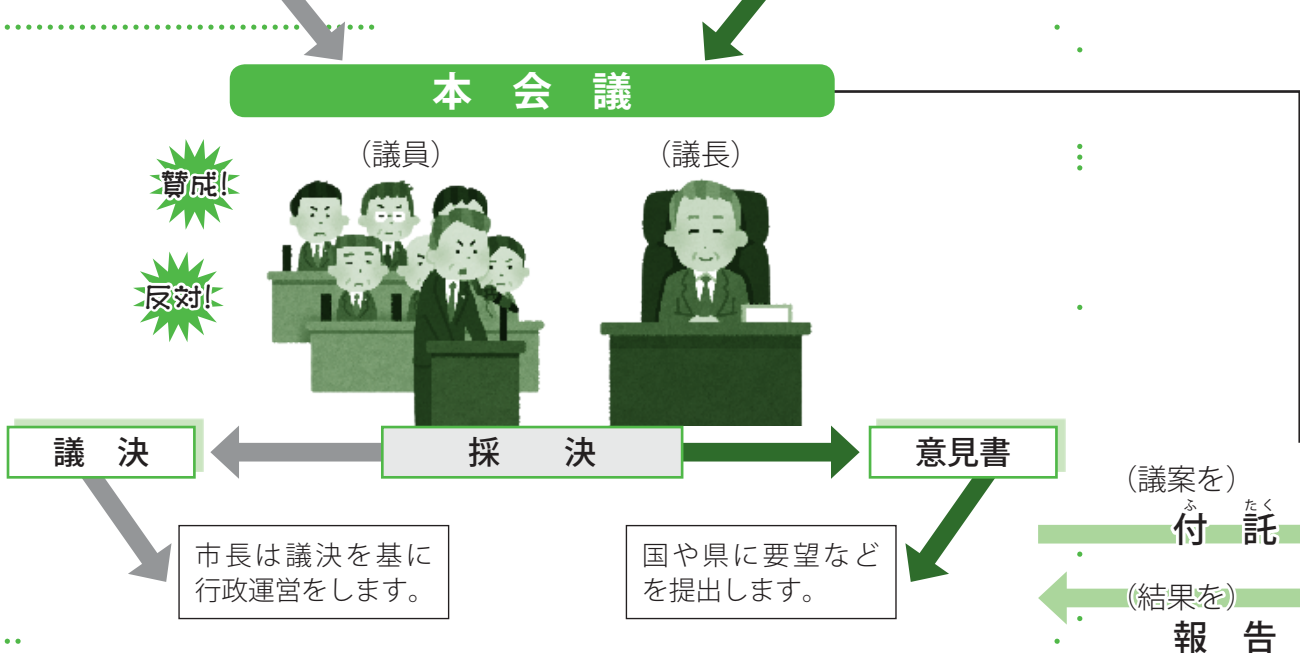 本会議
(議員)
(議長)
賛成!
反対!
議決
採決
意見書
市長は議決を基に
行政運営をします。
国や県に要望など
を提出します。
(議案を)
ふ たく
付託
(結果を)
報告